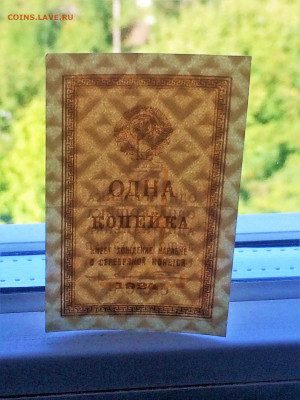 COINS.LAVE.RU
ОДНА
КОПЕЙКА
ИМЕЕТ ХОЖДЕНИЕ НАРАВНЕ
С СЕРЕБРЯНОЙ МОНЕТОЙ
1924